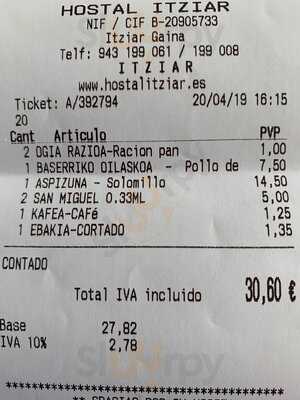 HOSTAL ITZIAR
NIF / CIF B-20905733
Itziar Gaina
Telf: 943 199 061 / 199 008
ITZIAR
www.hostalitziar.es
Ticket: A/392794 20/04/19 16:15
20
Cant Artículo PVP
2 OGIA RAZIOA-Racion pan 1,00
1 BASERRIKO OILASKOA - Pollo de 7,50
1 ASPIZUNA - Solomillo 14,50
2 SAN MIGUEL 0.33ML 5,00
1 KAFEA-CAFé 1,25
1 EBAKIA-CORTADO 1,35
CONTADO
Total IVA incluido 30,60 €
Base 27,82
IVA 10% 2,78